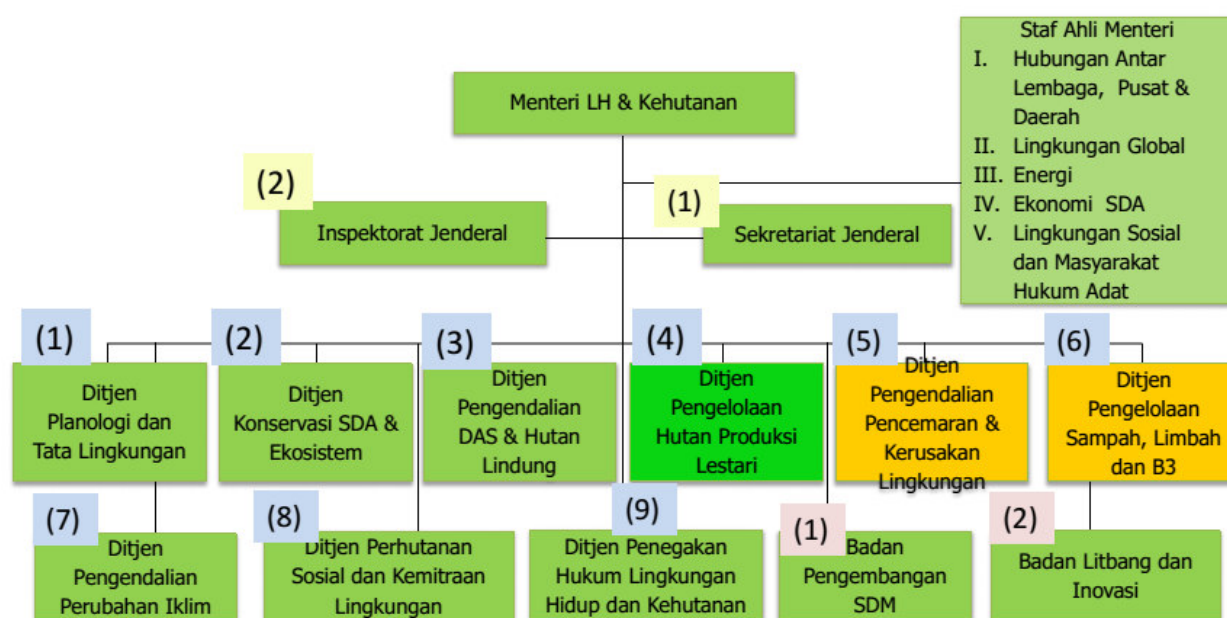 Menteri LH & Kehutanan
Staf Ahli Menteri
I. Hubungan Antar
Lembaga, Pusat &
Daerah
II. Lingkungan Global
III. Energi
IV. Ekonomi SDA
V. Lingkungan Sosial
dan Masyarakat
Hukum Adat
(2)
Inspektorat Jenderal
(1)
Sekretariat Jenderal
(1)
Ditjen
Planologi dan
Tata Lingkungan
(2)
Ditjen
Konservasi SDA &
Ekosistem
(3)
Ditjen
Pengendalian
DAS & Hutan
Lindung
(4)
Ditjen
Pengelolaan
Hutan Produksi
Lestari
(5)
Ditjen
Pengendalian
Pencemaran &
Kerusakan
Lingkungan
(6)
Ditjen
Pengelolaan
Sampah, Limbah
dan B3
(7)
Ditjen
Pengendalian
Perubahan Iklim
(8)
Ditjen Perhutanan
Sosial dan Kemitraan
Lingkungan
(9)
Ditjen Penegakan
Hukum Lingkungan
Hidup dan Kehutanan
(1)
Badan
Pengembangan
SDM
(2)
Badan Litbang dan
Inovasi